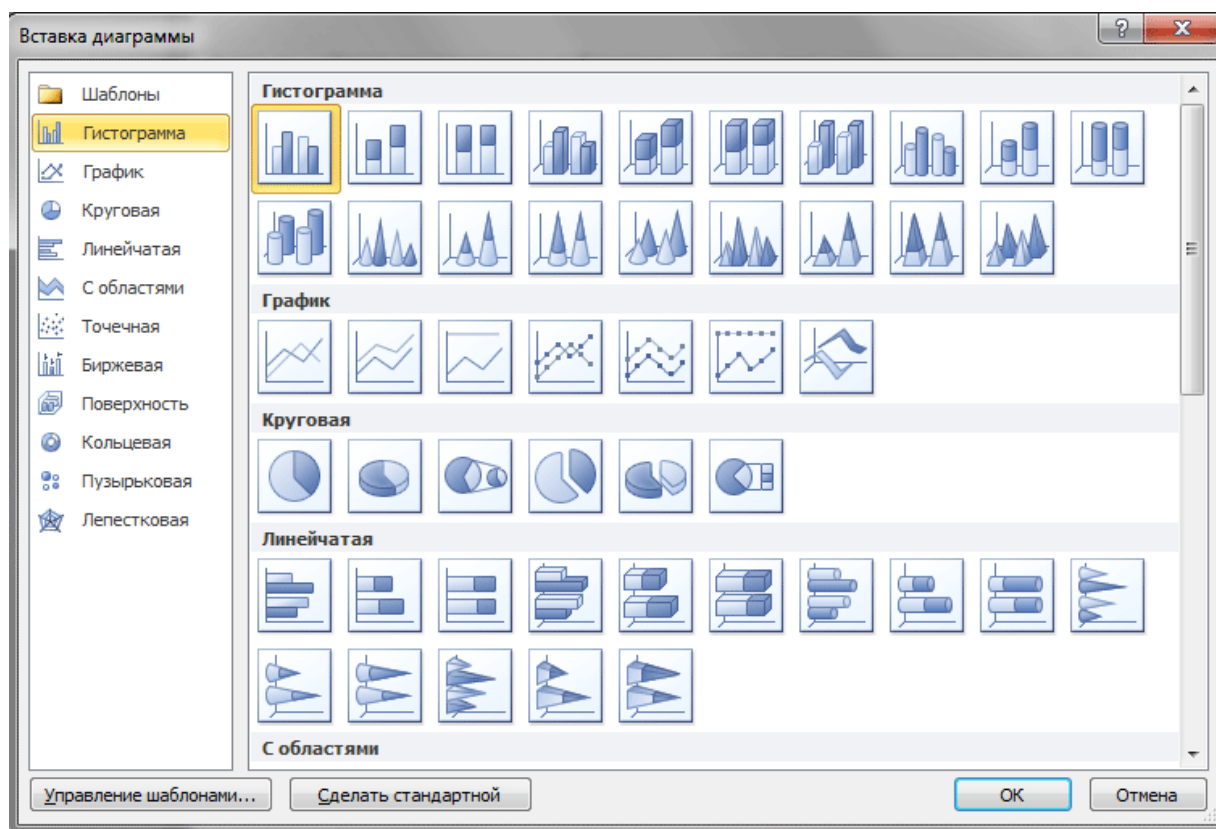 Вставка диаграммы
Шаблоны
Гистограмма
График
Круговая
Линейчатая
С областями
Точечная
Биржевая
Поверхность
Кольцевая
Пузырьковая
Лепестковая
Гистограмма
График
Круговая
Линейчатая
С областями
Управление шаблонами...
Сделать стандартной
ОК
Отмена